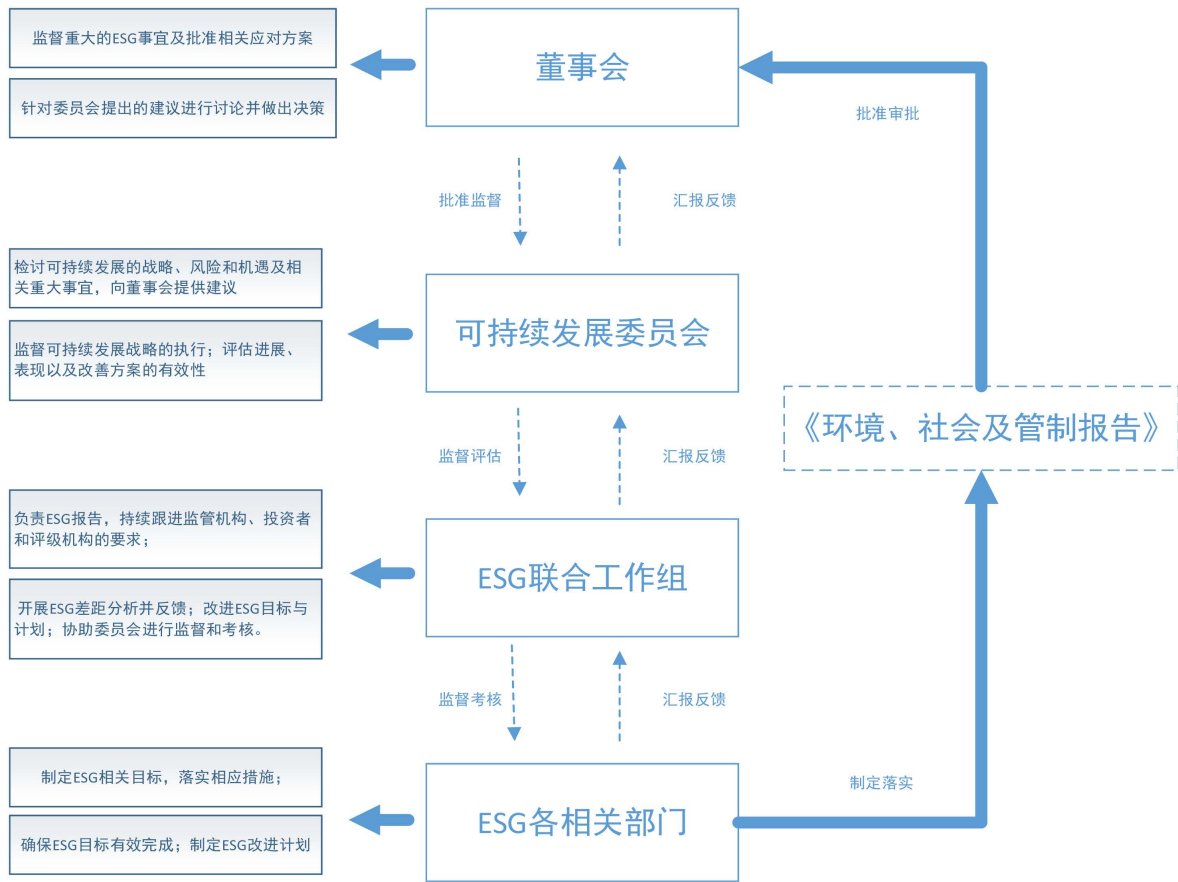 监督重大的ESG事宜及批准相关应对方案
针对委员会提出的建议进行讨论并做出决策
董事会
批准审批
批准监督
汇报反馈
检讨可持续发展的战略、风险和机遇及相
关重大事宜，向董事会提供建议
监督可持续发展战略的执行；评估进展、
表现以及改善方案的有效性
可持续发展委员会
《环境、社会及管制报告》
监督评估
汇报反馈
负责ESG报告，持续跟进监管机构、投资者
和评级机构的要求；
开展ESG差距分析并反馈；改进ESG目标与
计划；协助委员会进行监督和考核。
ESG联合工作组
监督考核
汇报反馈
制定ESG相关目标，落实相应措施；
确保ESG目标有效完成；制定ESG改进计划
ESG各相关部门
制定落实